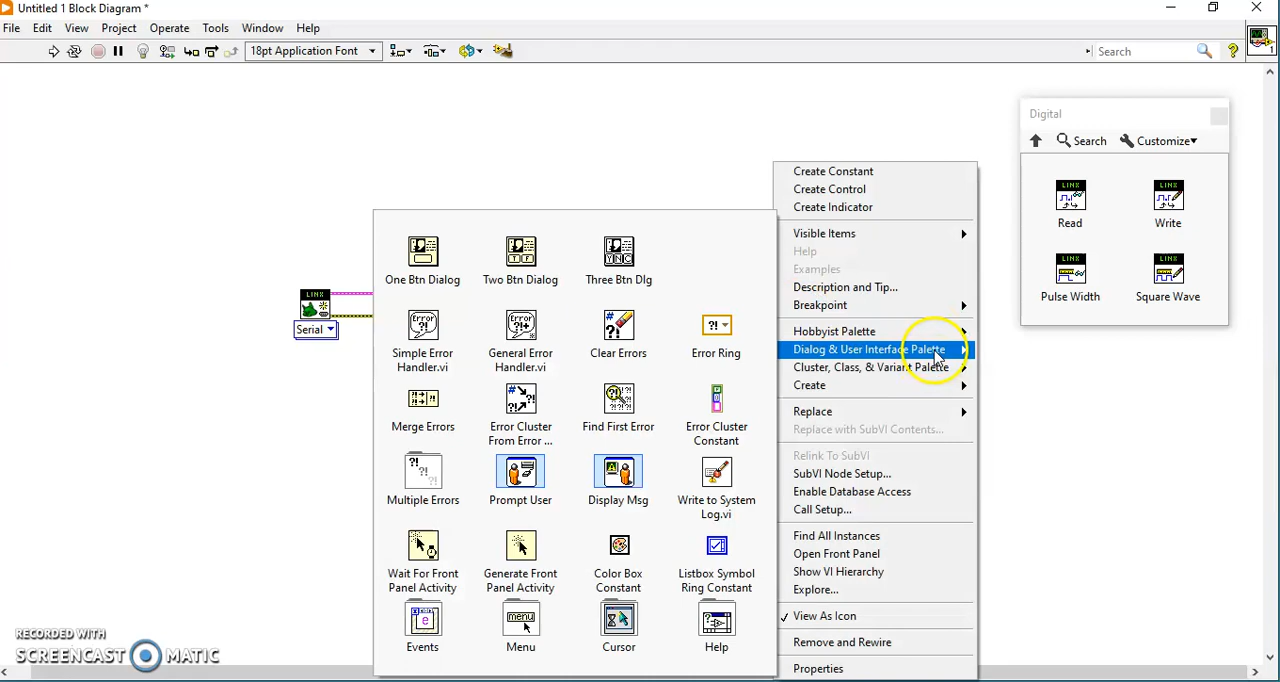 Untitled 1 Block Diagram *
File Edit View Project Operate Tools Window Help
18pt Application Font
Search
?
1
Digital
Search Customize
LINX LINX
Read Write
Pulse Width Square Wave
LINX
Serial
One Btn Dialog Two Btn Dialog Three Btn Dlg
Simple Error
Handler.vi
General Error
Handler.vi
Clear Errors
Error Ring
Merge Errors
Error Cluster
From Error ...
Find First Error
Error Cluster
Constant
Multiple Errors
Prompt User
Display Msg
Write to System
Log.vi
Wait For Front
Panel Activity
Generate Front
Panel Activity
Color Box
Constant
Listbox Symbol
Ring Constant
Events
menu
Menu
Cursor
Help
Create Constant
Create Control
Create Indicator
Visible Items
Help
Examples
Description and Tip...
Breakpoint
Hobbyist Palette
Dialog & User Interface Palette
Cluster, Class, & Variant Palette
Create
Replace
Replace with SubVI Contents...
Relink To SubVI
SubVI Node Setup...
Enable Database Access
Call Setup...
Find All Instances
Open Front Panel
Show VI Hierarchy
Explore...
View As Icon
Remove and Rewire
Properties
RECORDED WITH
SCREENCAST MATIC